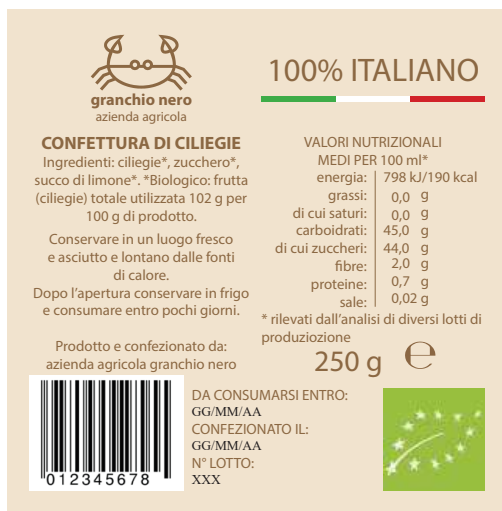 granchio nero
azienda agricola
100% ITALIANO
CONFETTURA DI CILIEGIE
Ingredienti: ciliegie*, zucchero*,
succo di limone*. *Biologico: frutta
(ciliegie) totale utilizzata 102 g per
100 g di prodotto.
Conservare in un luogo fresco
e asciutto e lontano dalle fonti
di calore.
Dopo l'apertura conservare in frigo
e consumare entro pochi giorni.
Prodotto e confezionato da:
azienda agricola granchio nero
VALORI NUTRIZIONALI
MEDI PER 100 ml*
energia: 798 kJ/190 kcal
grassi: 0,0 g
di cui saturi: 0,0 g
carboidrati: 45,0 g
di cui zuccheri: 44,0 g
fibre: 2,0 g
proteine: 0,7 g
sale: 0,02 g
* rilevati dall'analisi di diversi lotti di
produziozione
250 g ℮
012345678
DA CONSUMARSI ENTRO:
GG/MM/AA
CONFEZIONATO IL:
GG/MM/AA
N° LOTTO:
XXX